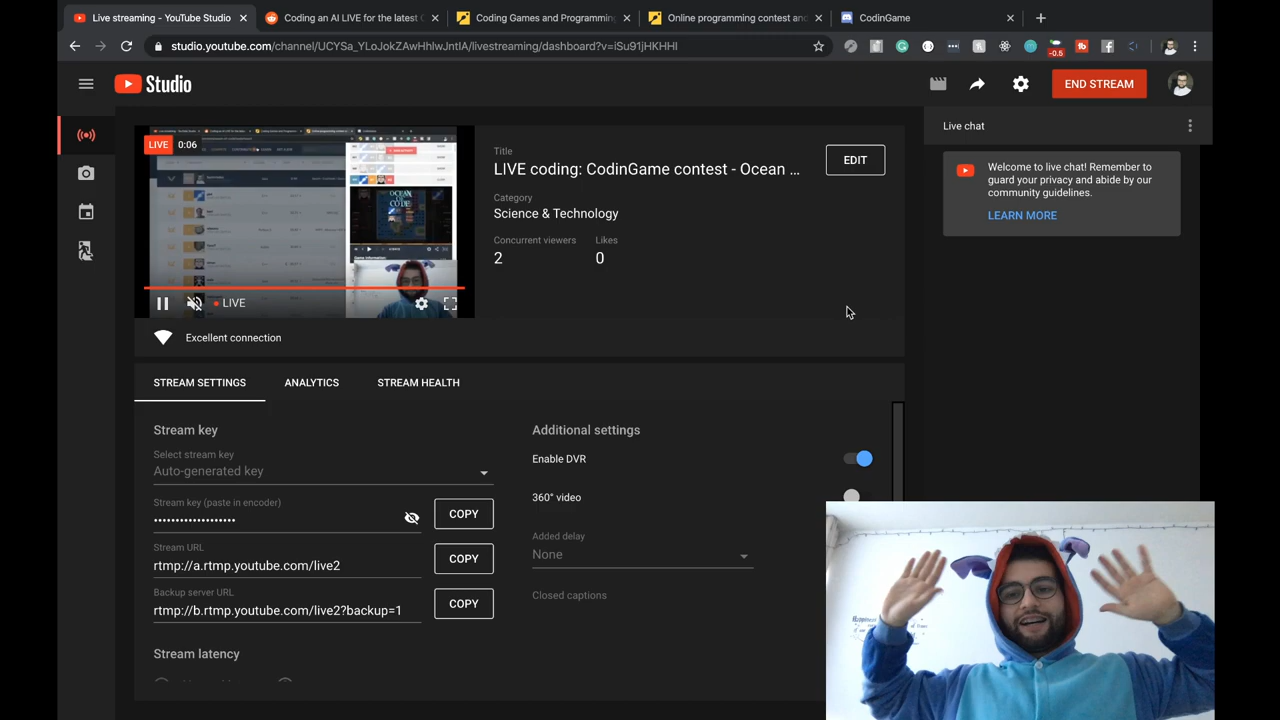 Live streaming - YouTube Studio
Coding an AI LIVE for the latest
Coding Games and Programming
Online programming contest and
CodinGame
studio.youtube.com/channel/UCYSa_YLoJokZAwHhlwJntIA/livestreaming/dashboard?v=iSu91jHKHHI
-0.5
Studio
END STREAM
LIVE 0:06
OCEAN
CODE
LIVE
Excellent connection
Title
LIVE coding: CodinGame contest - Ocean ...
EDIT
Category
Science & Technology
Concurrent viewers
Likes
2
0
Live chat
Welcome to live chat! Remember to
guard your privacy and abide by our
community guidelines.
LEARN MORE
STREAM SETTINGS
ANALYTICS
STREAM HEALTH
Stream key
Select stream key
Auto-generated key
Stream key (paste in encoder)
COPY
Stream URL
rtmp://a.rtmp.youtube.com/live2
COPY
Backup server URL
rtmp://b.rtmp.youtube.com/live2?backup=1
COPY
Stream latency
Additional settings
Enable DVR
360° video
Added delay
None
Closed captions
Happiness